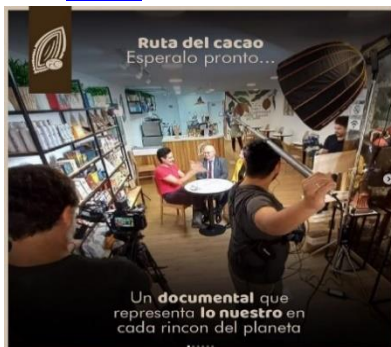 Ruta del cacao
Esperalo pronto...
Un documental que
representa lo nuestro en
cada rincon del planeta